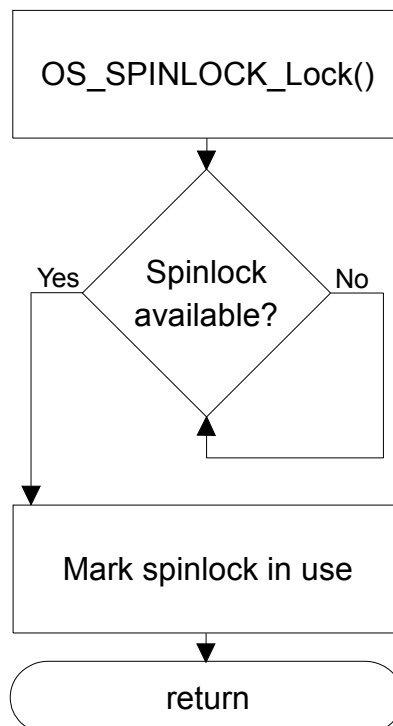 OS_SPINLOCK_Lock()
Yes
Spinlock
available?
No
Mark spinlock in use
return